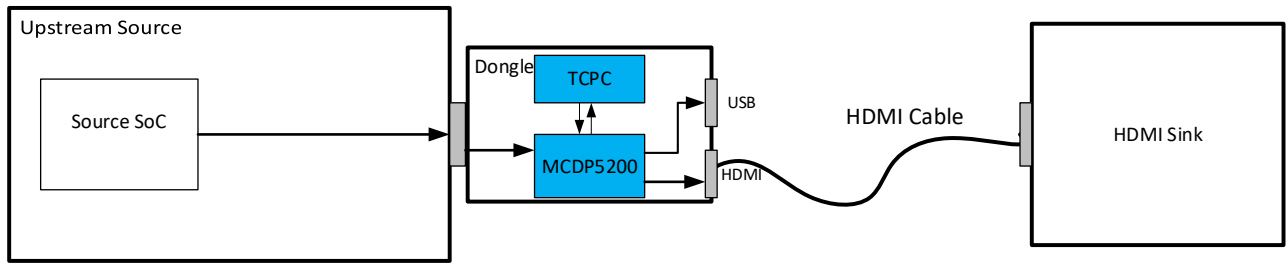 Upstream Source
Source SoC
Dongle
TCPC
MCDP5200
USB
HDMI
HDMI Cable
HDMI Sink